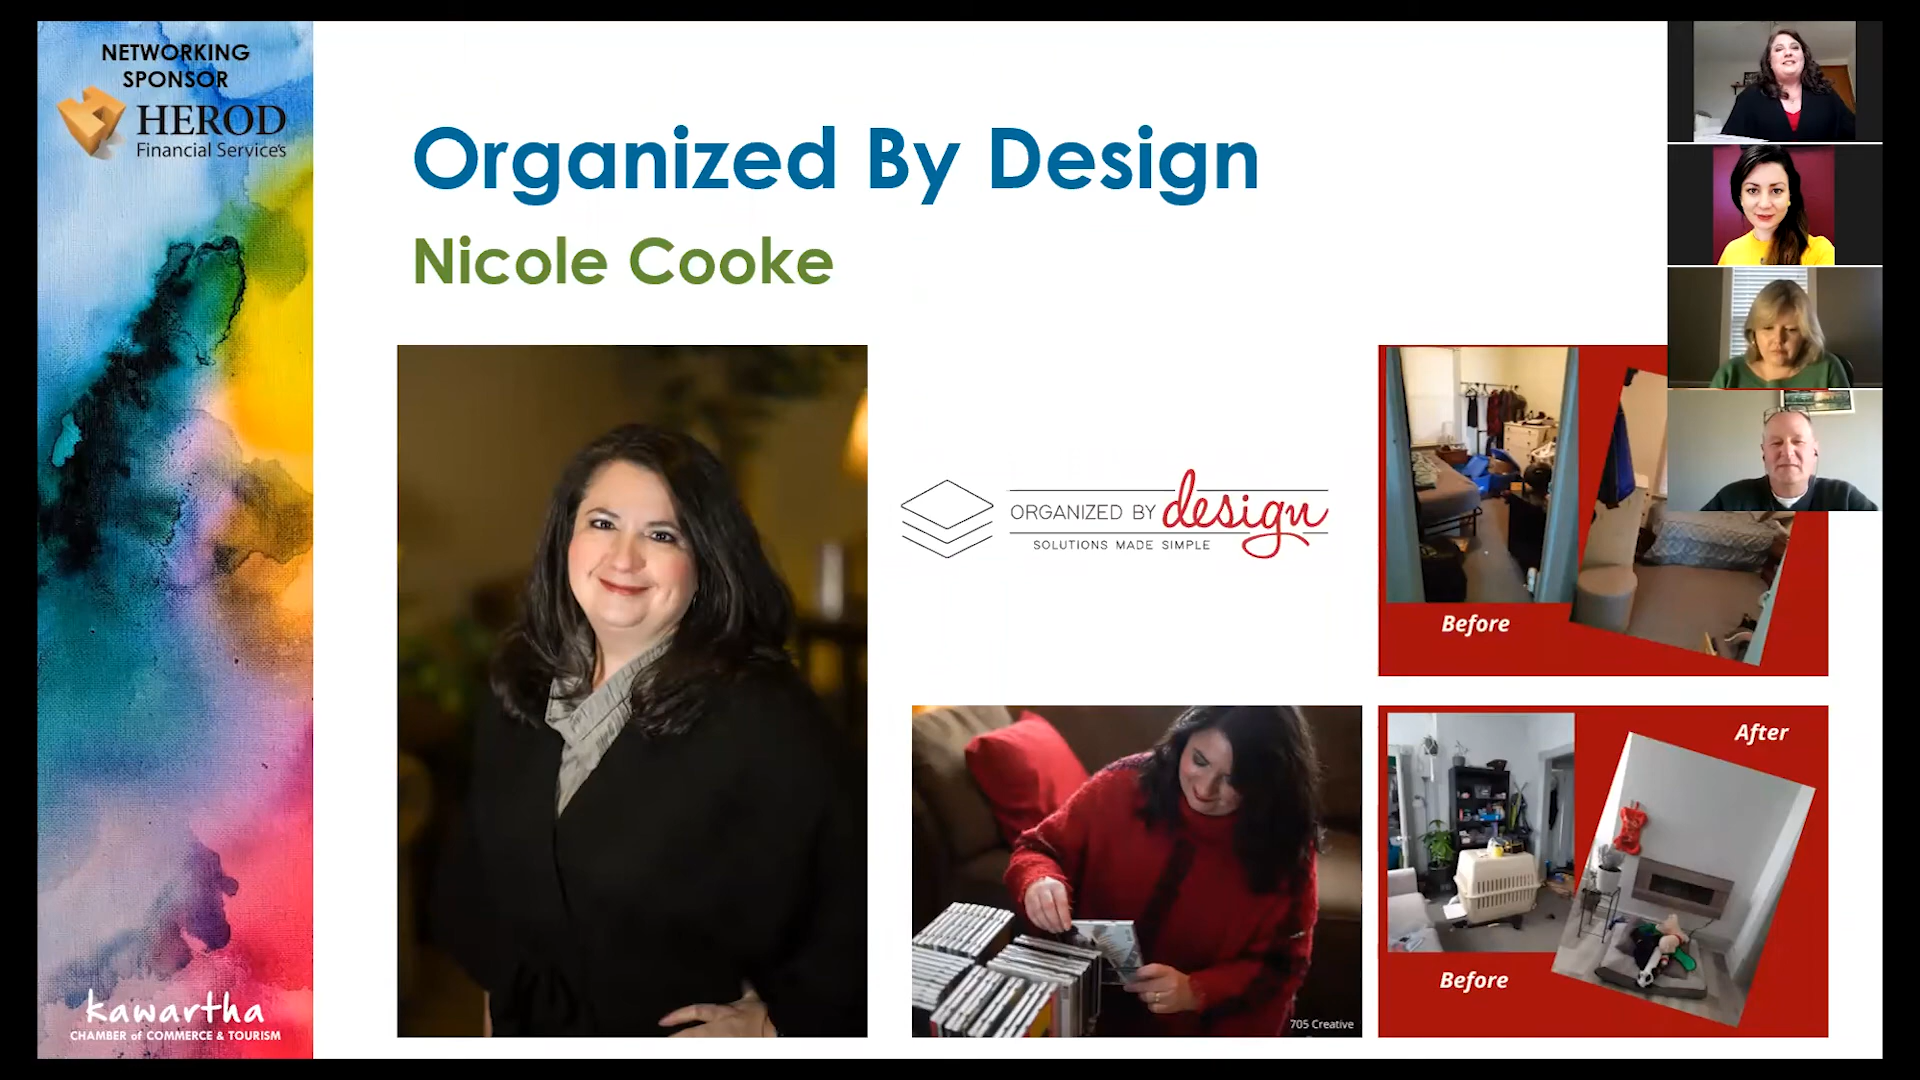 NETWORKING
SPONSOR
HEROD
Financial Services
Organized By Design
Nicole Cooke
ORGANIZED BY design
SOLUTIONS MADE SIMPLE
Before
After
Before
705 Creative
kawartha
CHAMBER of COMMERCE & TOURISM